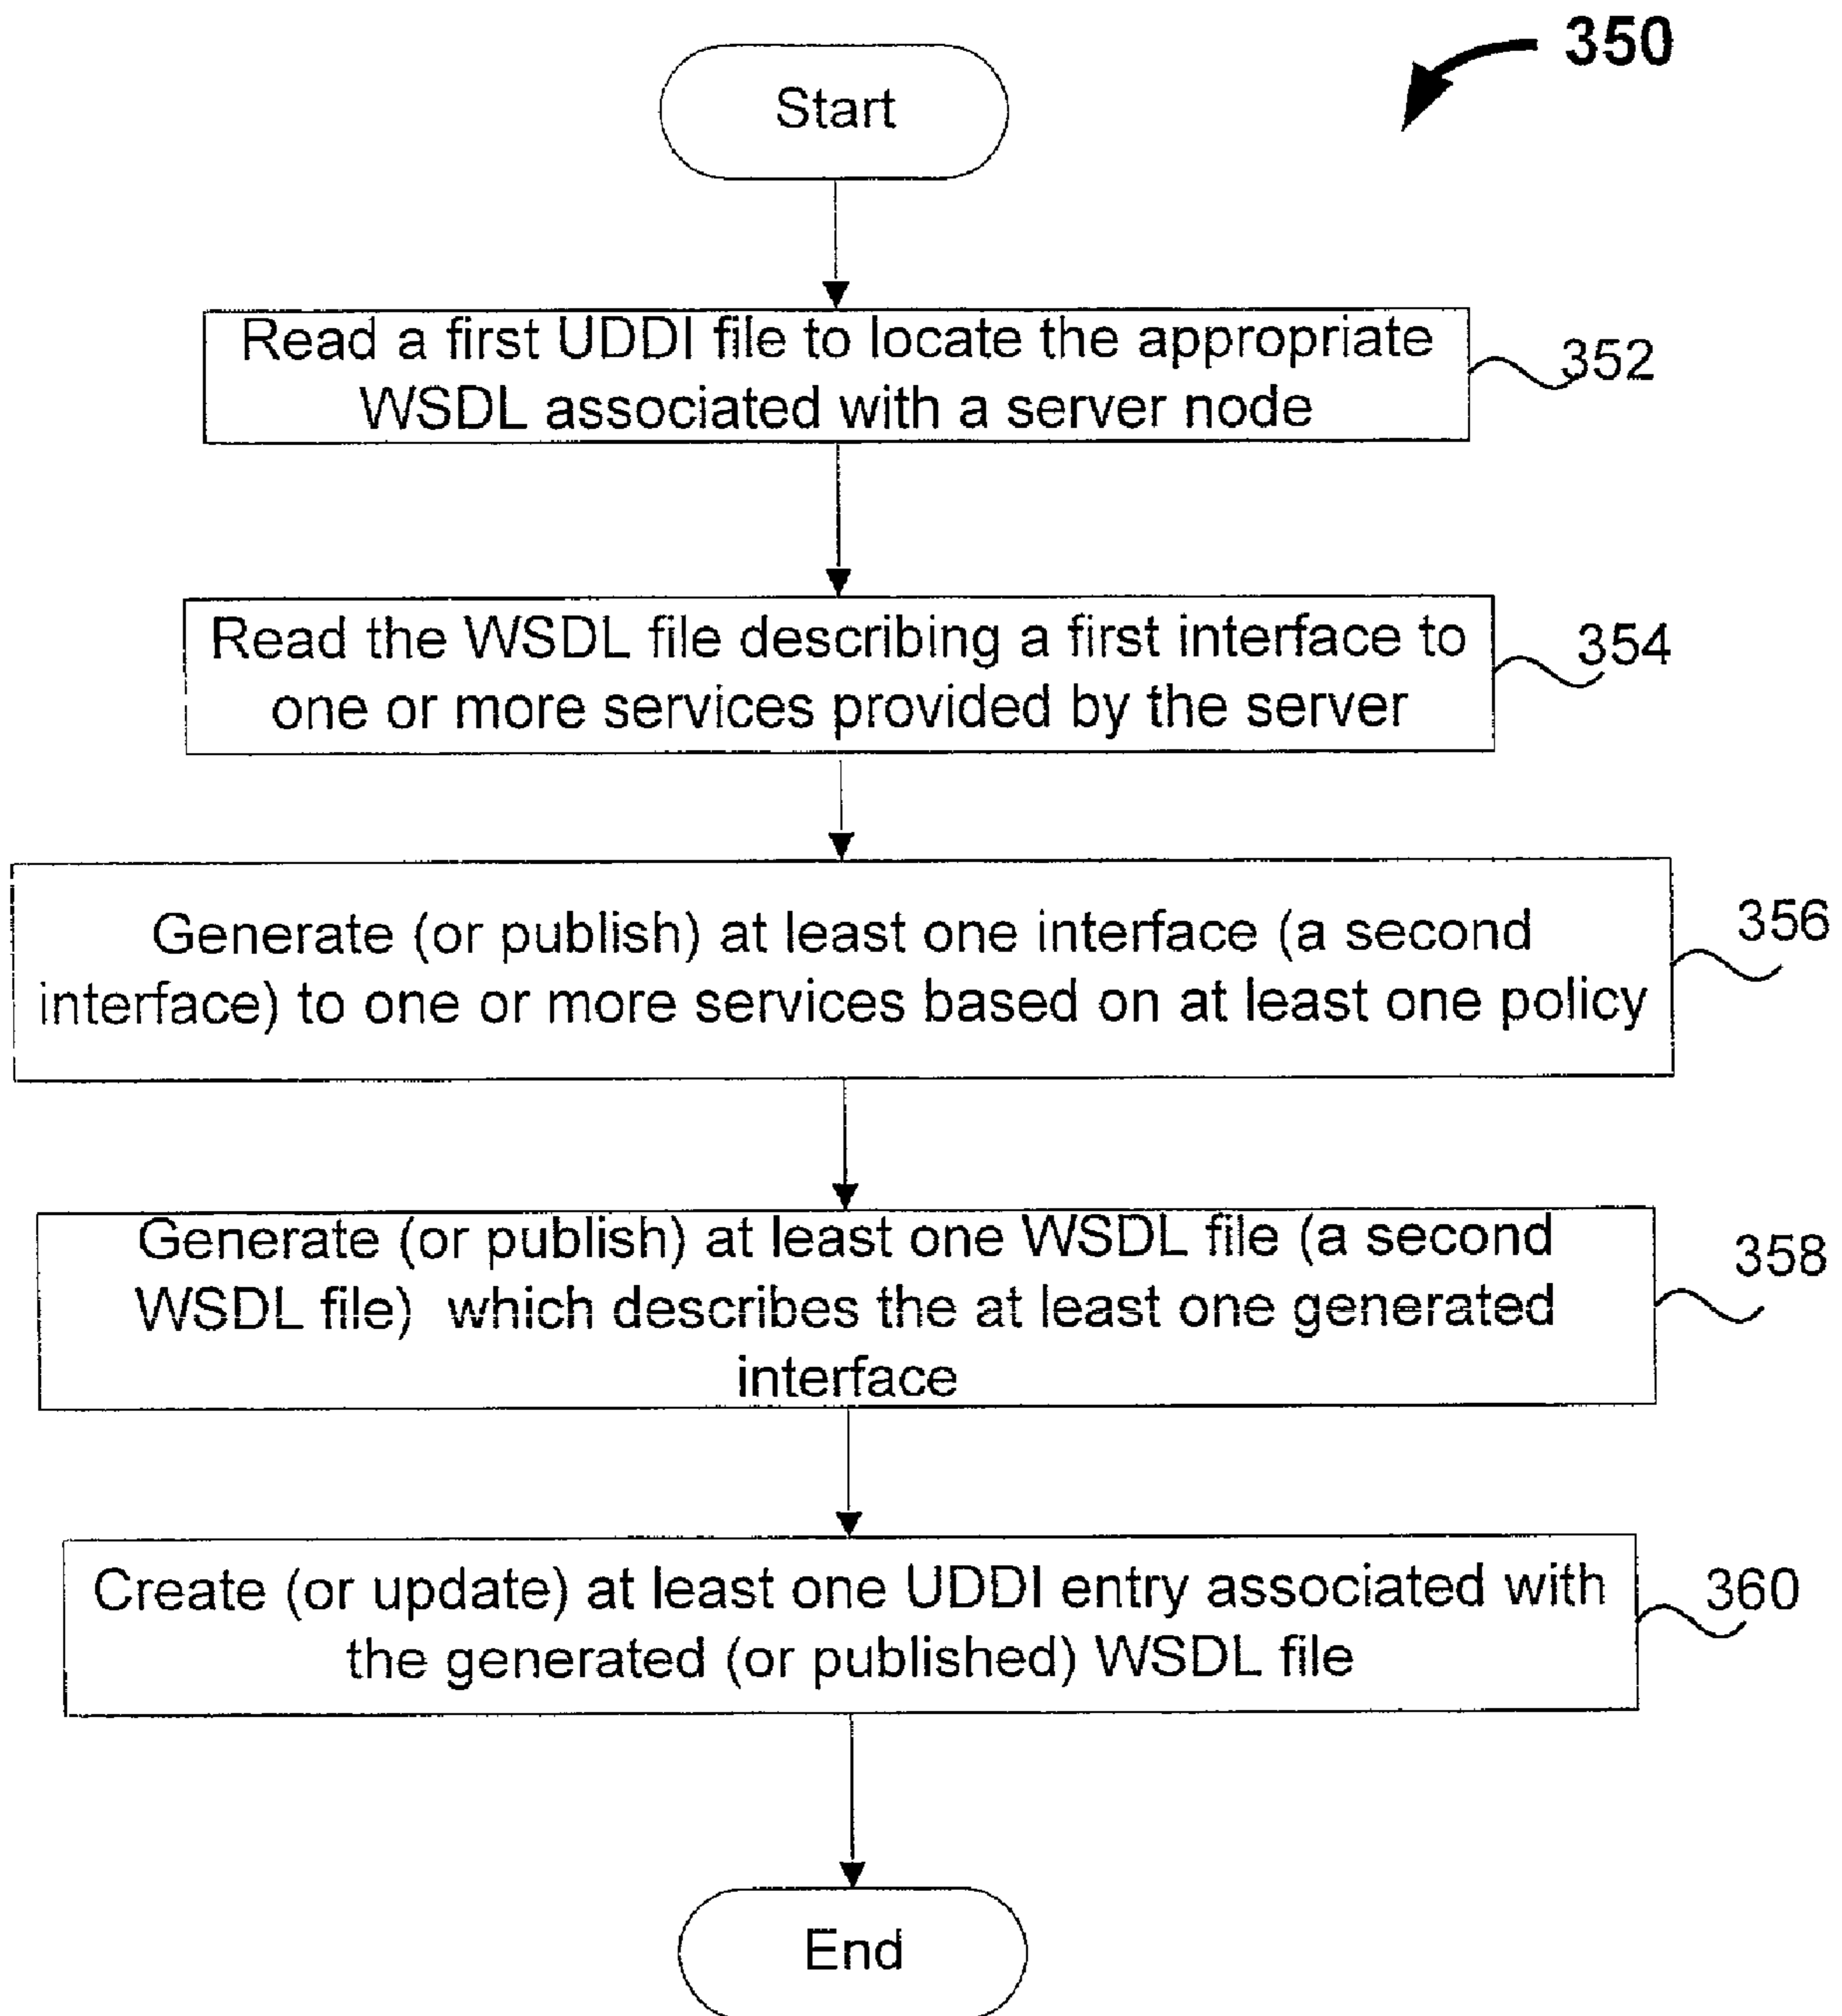 350
Start
Read a first UDDI file to locate the appropriate
WSDL associated with a server node
352
Read the WSDL file describing a first interface to
one or more services provided by the server
354
Generate (or publish) at least one interface (a second
interface) to one or more services based on at least one policy
356
Generate (or publish) at least one WSDL file (a second
WSDL file) which describes the at least one generated
interface
358
Create (or update) at least one UDDI entry associated with
the generated (or published) WSDL file
360
End